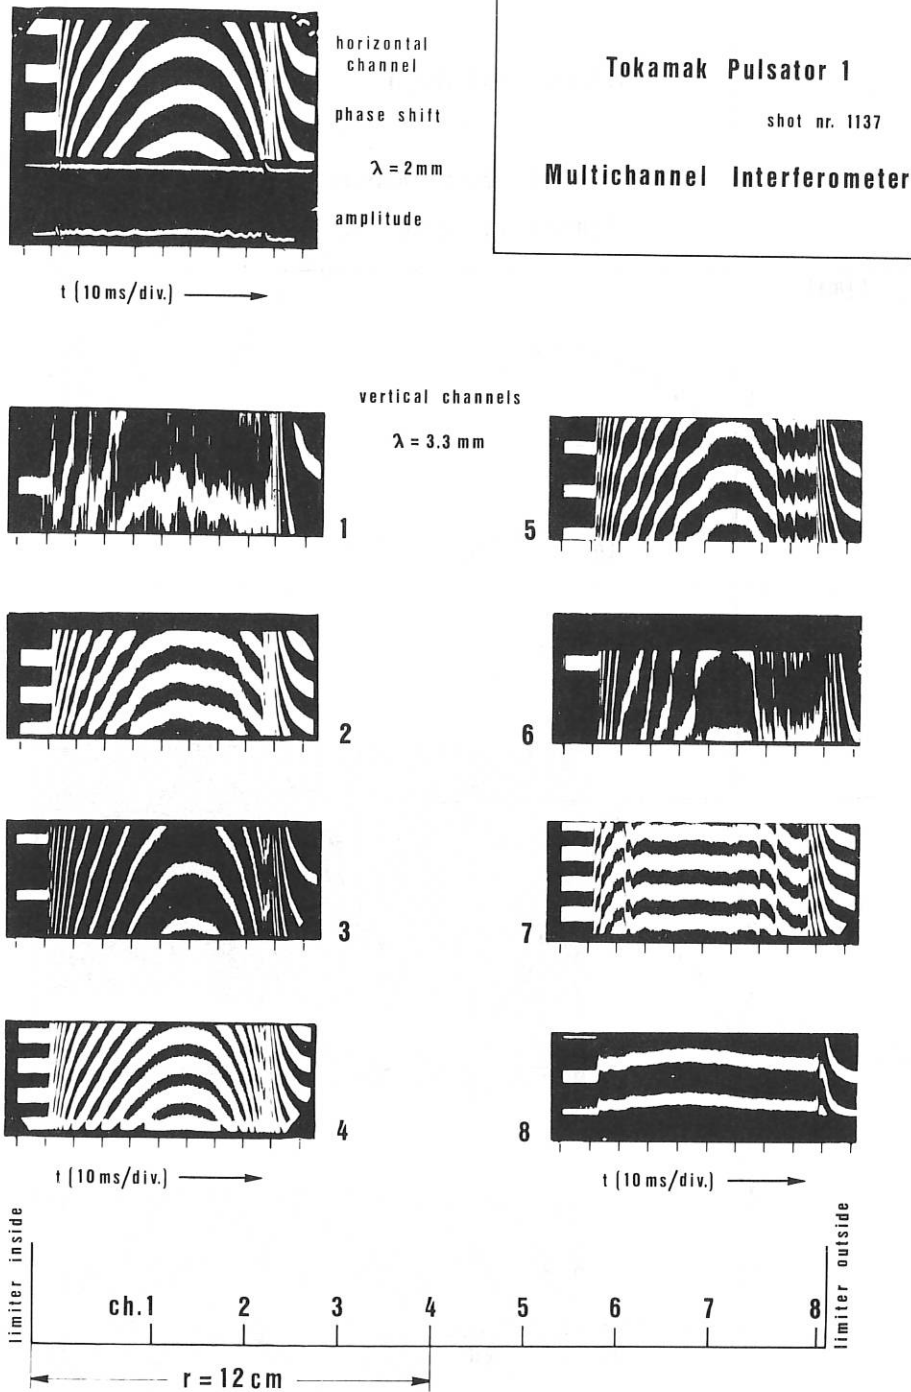 horizontal
channel
phase shift
λ = 2mm
amplitude
t (10 ms/div.)
Tokamak Pulsator 1
shot nr. 1137
Multichannel Interferometer
vertical channels
λ = 3.3 mm
1
2
3
4
t (10 ms/div.)
5
6
7
8
t (10 ms/div.)
limiter inside
ch.1 2 3 4 5 6 7 8
limiter outside
r = 12 cm